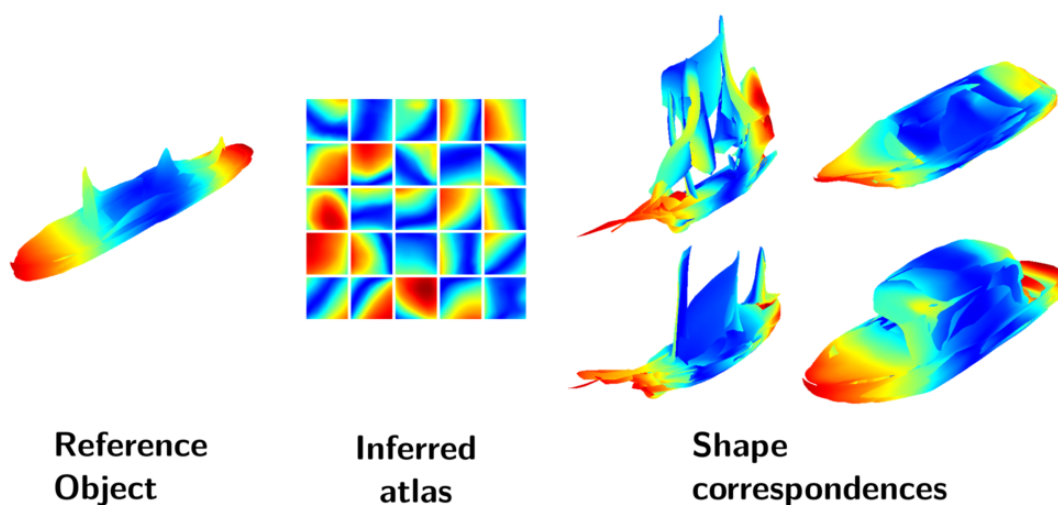 Reference
Object
Inferred
atlas
Shape
correspondences